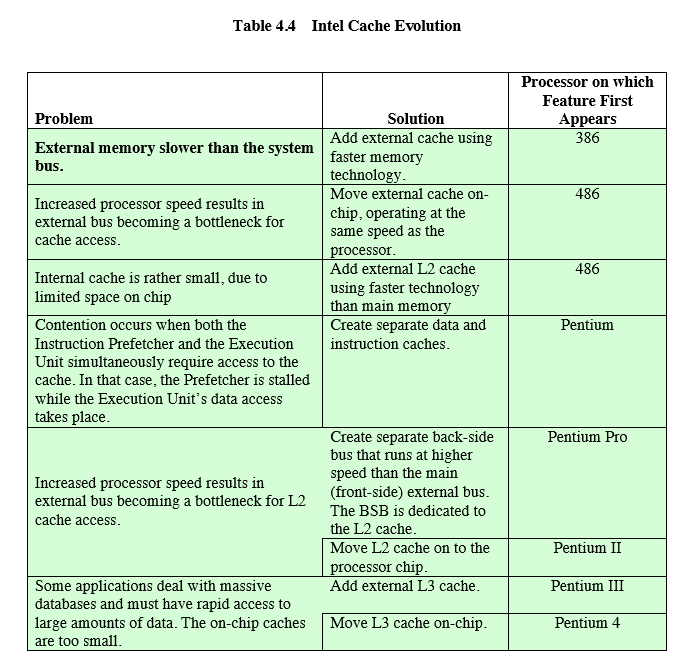 Table 4.4 Intel Cache Evolution
Problem
Solution
Processor on which
Feature First
Appears
External memory slower than the system
bus.
Add external cache using
faster memory
technology.
386
Increased processor speed results in
external bus becoming a bottleneck for
cache access.
Move external cache on-
chip, operating at the
same speed as the
processor.
486
Internal cache is rather small, due to
limited space on chip
Add external L2 cache
using faster technology
than main memory
486
Contention occurs when both the
Instruction Prefetcher and the Execution
Unit simultaneously require access to the
cache. In that case, the Prefetcher is stalled
while the Execution Unit’s data access
takes place.
Create separate data and
instruction caches.
Pentium
Increased processor speed results in
external bus becoming a bottleneck for L2
cache access.
Create separate back-side
bus that runs at higher
speed than the main
(front-side) external bus.
The BSB is dedicated to
the L2 cache.
Pentium Pro
Move L2 cache on to the
processor chip.
Pentium II
Some applications deal with massive
databases and must have rapid access to
large amounts of data. The on-chip caches
are too small.
Add external L3 cache.
Pentium III
Move L3 cache on-chip.
Pentium 4